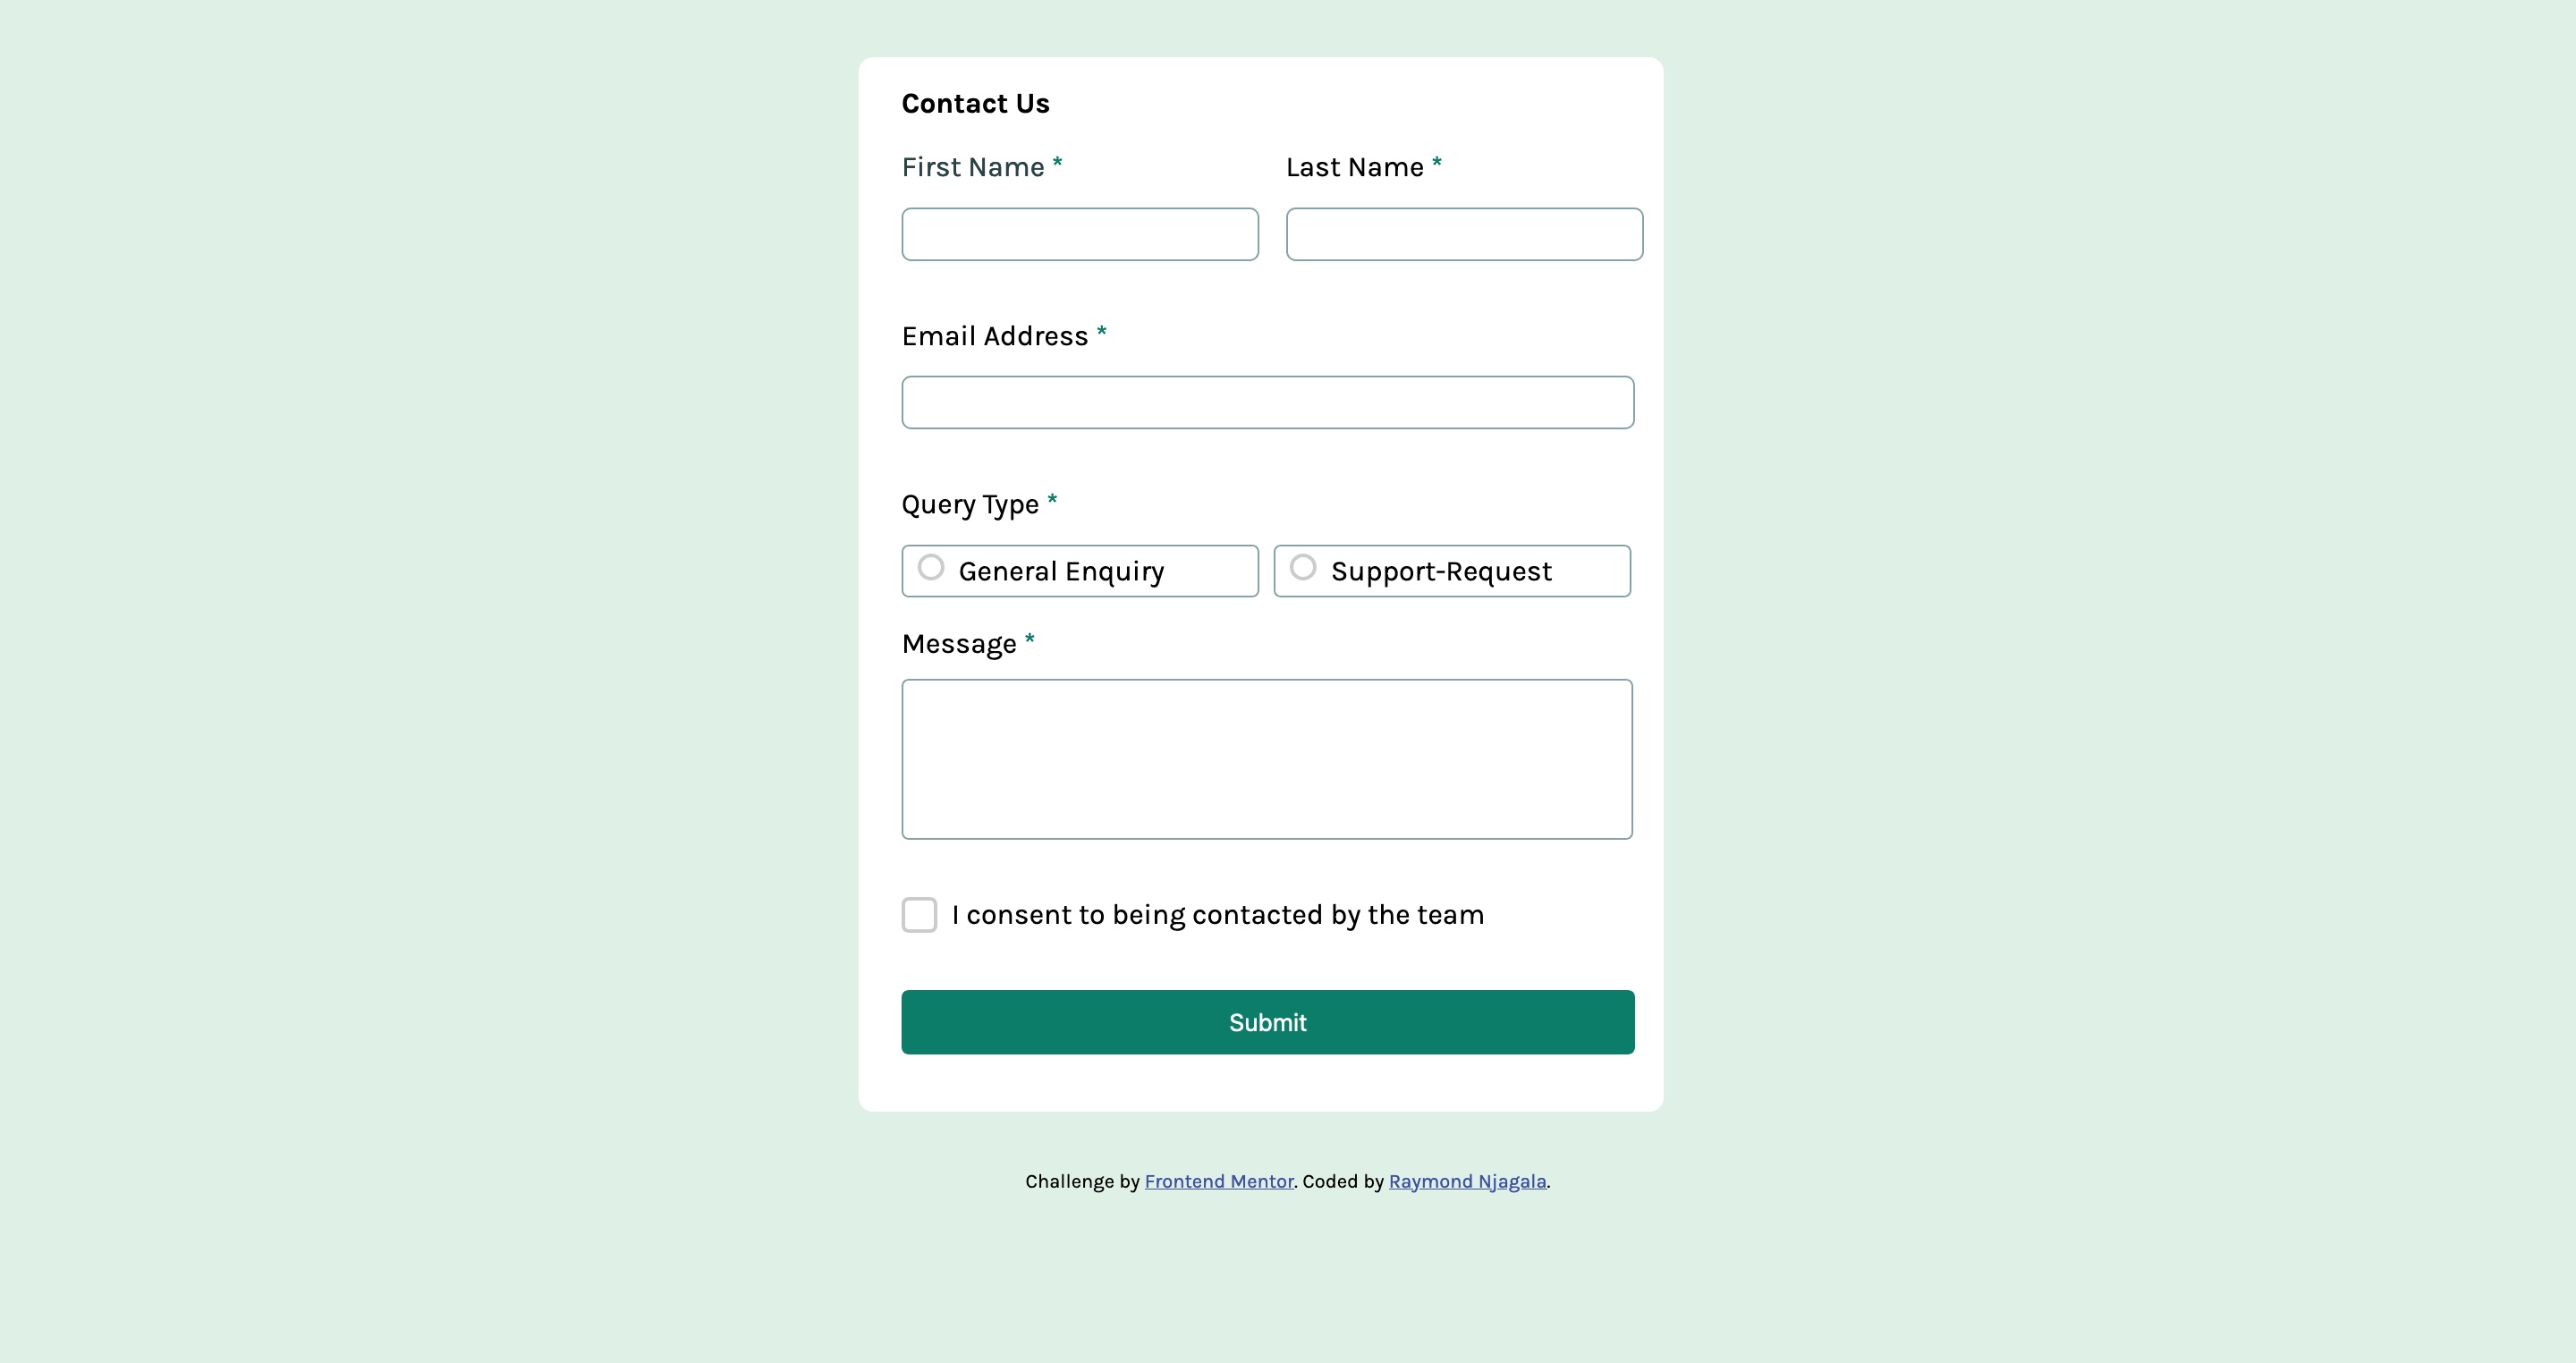 Contact Us
First Name * Last Name *
Email Address *
Query Type *
General Enquiry Support-Request
Message *
I consent to being contacted by the team
Submit
Challenge by Frontend Mentor. Coded by Raymond Njagala.